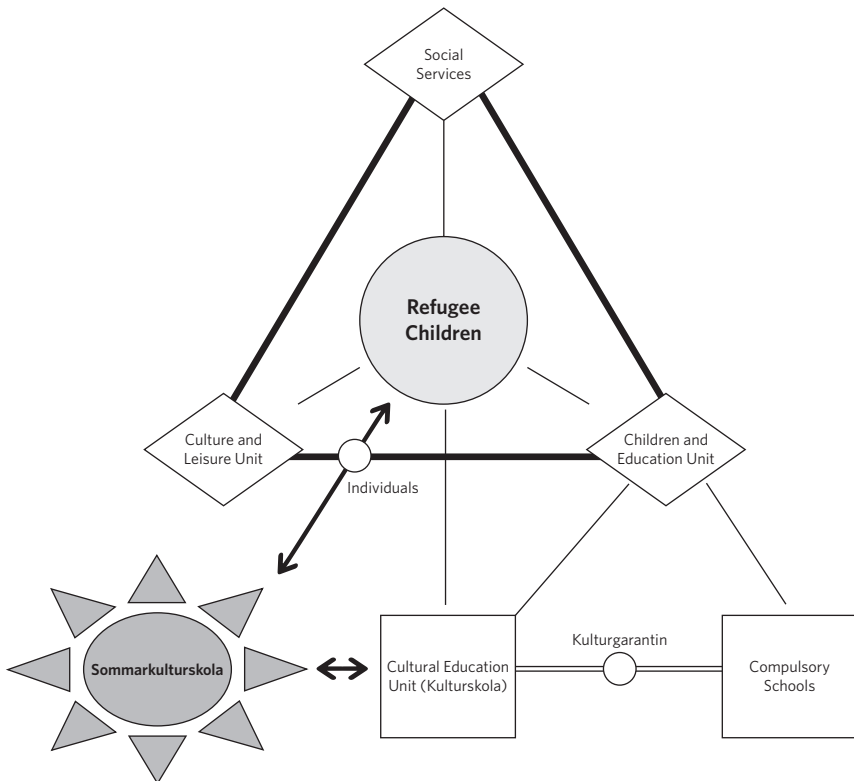 Social
Services
Refugee
Children
Culture and
Leisure Unit
Children and
Education Unit
Individuals
Sommarkulturskola
Cultural Education
Unit (Kulturskola)
Kulturgarantin
Compulsory
Schools